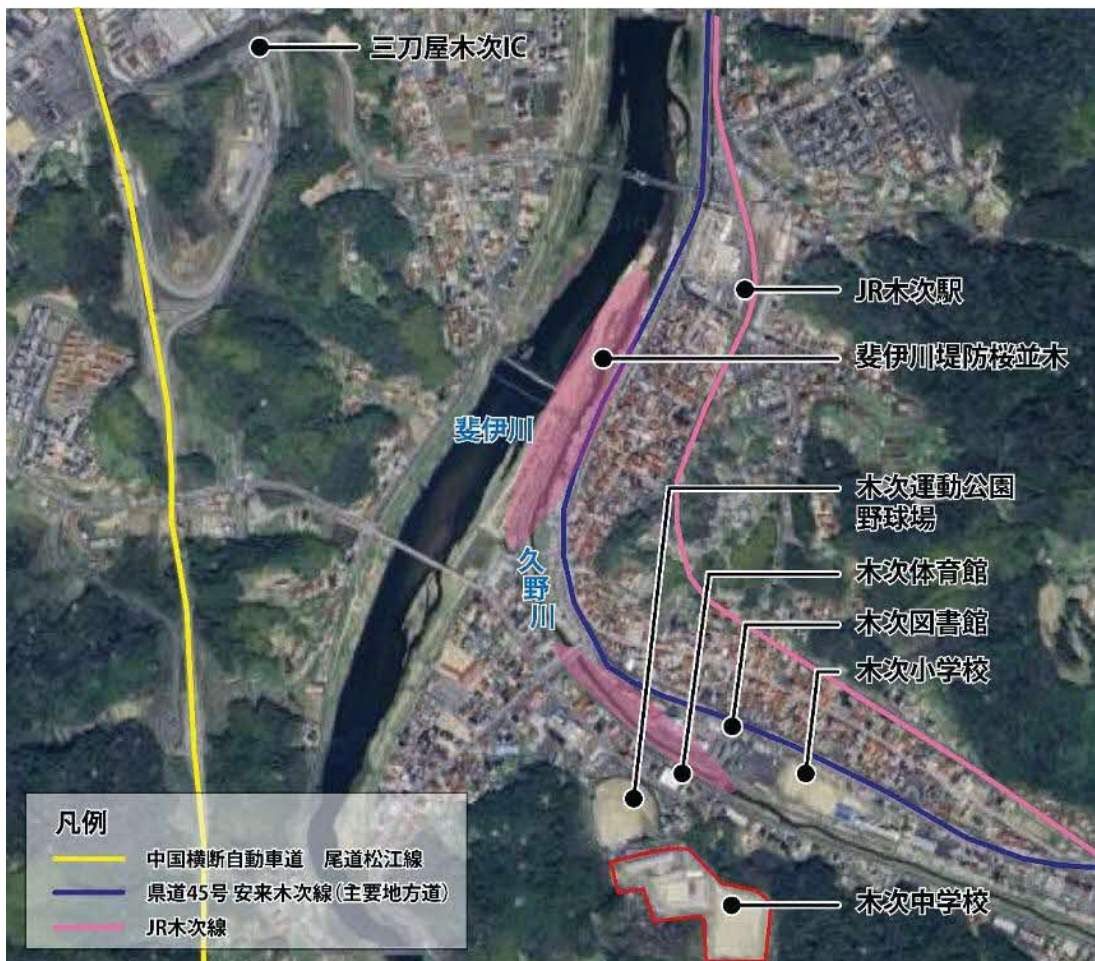 三刀屋木次IC
JR木次駅
斐伊川堤防桜並木
斐伊川
木次運動公園
野球場
久野川
木次体育館
木次図書館
木次小学校
木次中学校
凡例
中国横断自動車道　尾道松江線
県道45号 安来木次線（主要地方道）
JR木次線